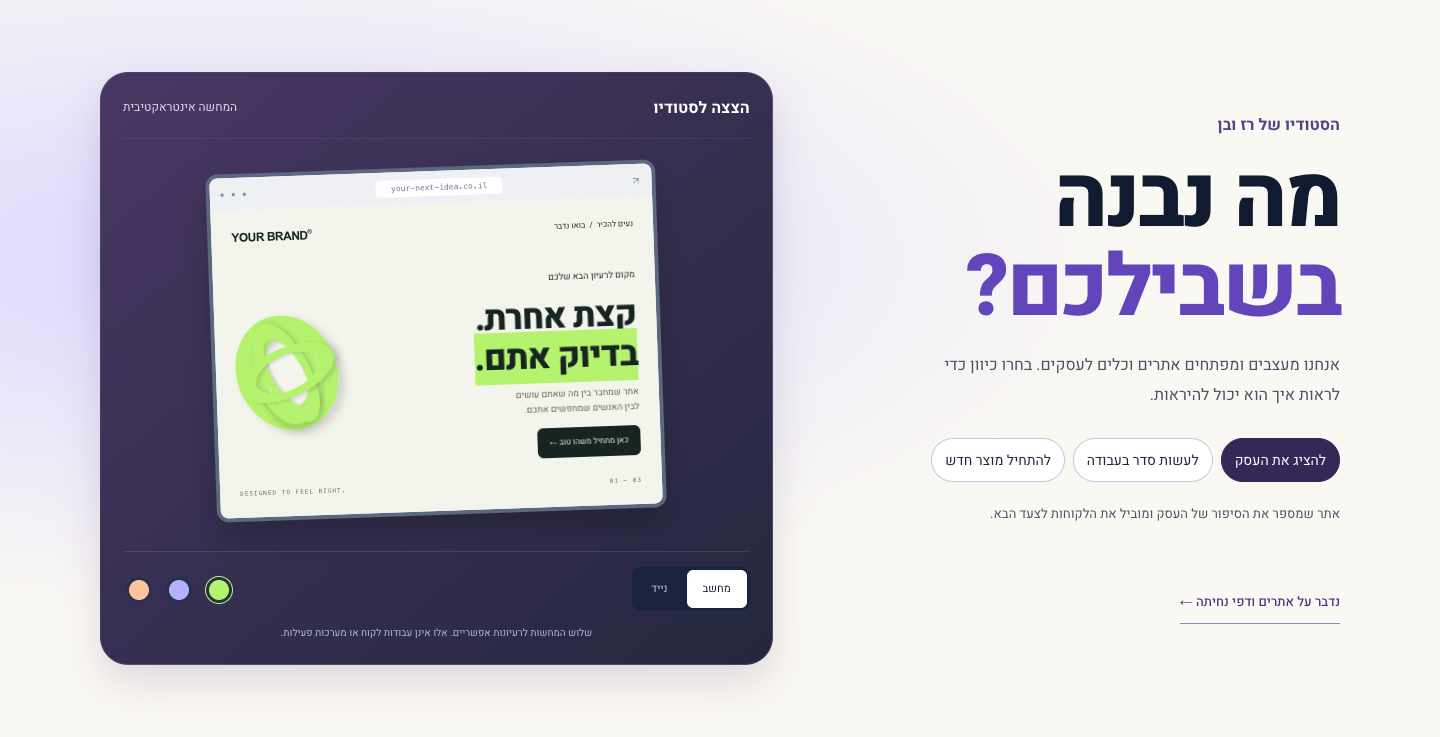 הסטודיו של רז ובן
מה נבנה
בשבילכם?
אנחנו מעצבים ומפתחים אתרים וכלים לעסקים. בחרו כיוון כדי
לראות איך הוא יכול להיראות.
להציג את העסק
לעשות סדר בעבודה
להתחיל מוצר חדש
אתר שמספר את הסיפור של העסק ומוביל את הלקוחות לצעד הבא.
נדבר על אתרים ודפי נחיתה ←
הצצה לסטודיו
המחשה אינטראקטיבית
your-next-idea.co.il
נעים להכיר / בואו נדבר
YOUR BRAND®
מקום לרעיון הבא שלכם
קצת אחרת.
בדיוק אתם.
אתר שמחבר בין מה שאתם עושים
לבין האנשים שמחפשים אתכם.
כאן מתחיל משהו טוב ←
01 — 03
DESIGNED TO FEEL RIGHT.
מחשב
נייד
שלוש המחשות לרעיונות אפשריים. אלו אינן עבודות לקוח או מערכות פעילות.